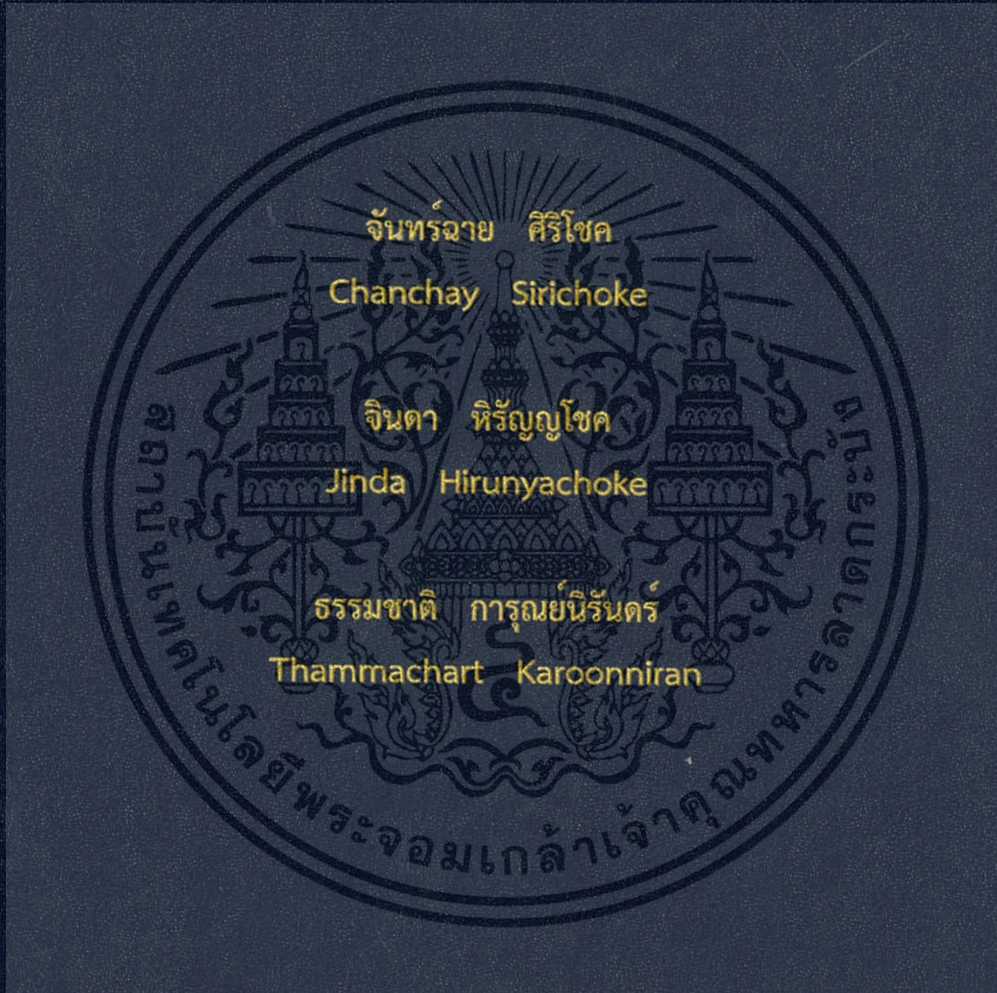 จันทร์ฉาย ศิริโชค
Chanchay Sirichoke
จินดา หิรัญญโชค
Jinda Hirunyachoke
ธรรมชาติ การุณย์นิรันดร์
Thammachart Karoonniran
สถาบันเทคโนโลยีพระจอมเกล้าเจ้าคุณทหารลาดกระบัง